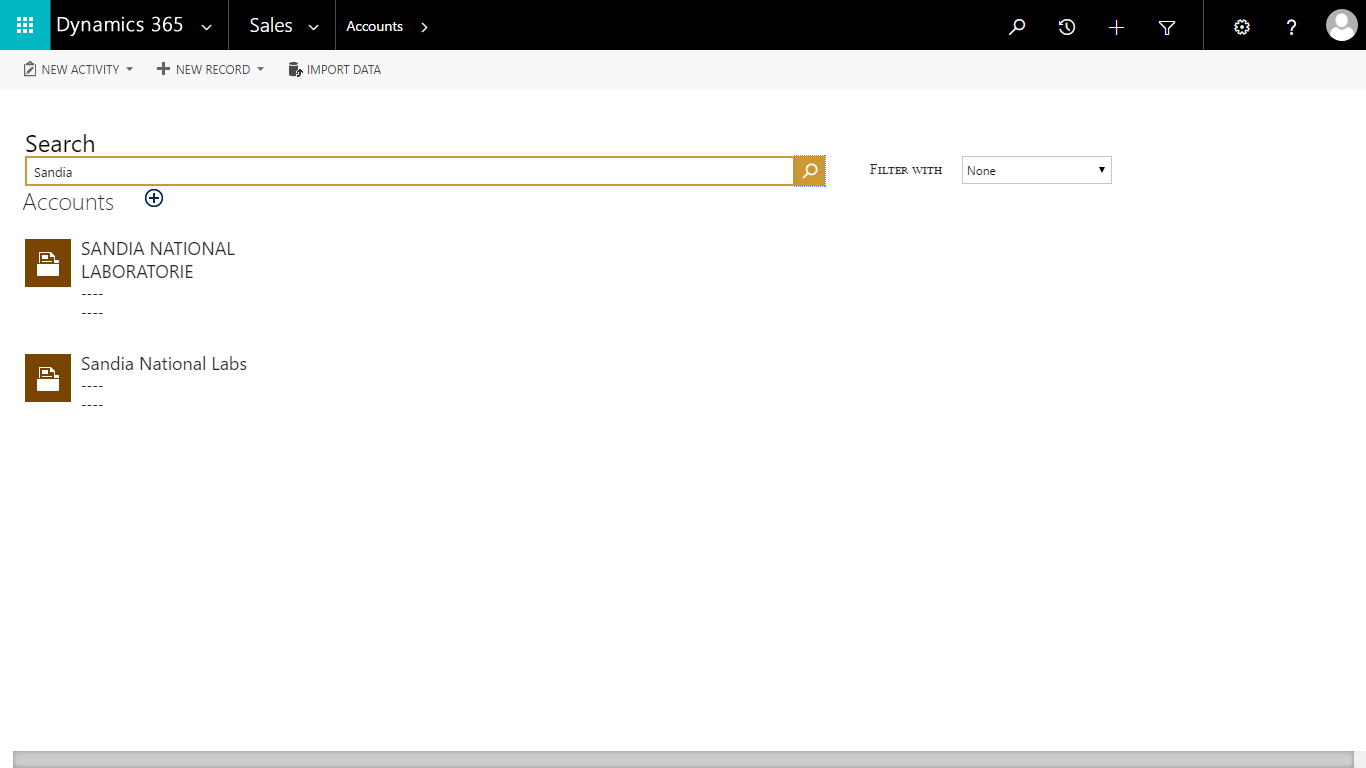 Dynamics 365 Sales Accounts
NEW ACTIVITY NEW RECORD IMPORT DATA
Search
Sandia
Filter with None
Accounts
SANDIA NATIONAL
LABORATORIE
----
----
Sandia National Labs
----
----